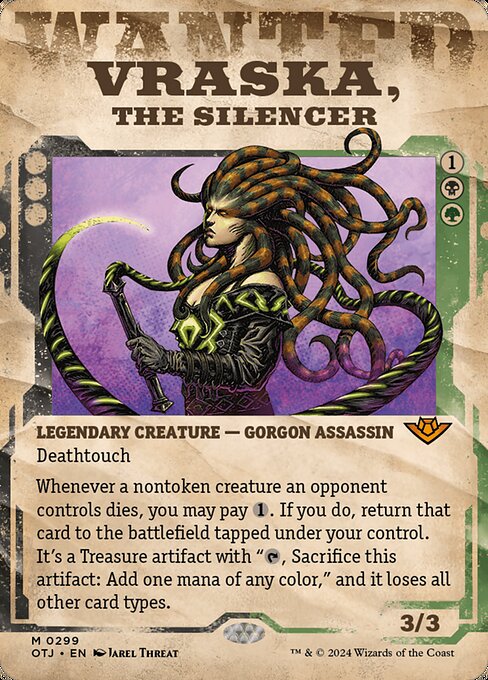 WANTED
VRASKA,
THE SILENCER
1
LEGENDARY CREATURE — GORGON ASSASSIN
Deathtouch
Whenever a nontoken creature an opponent
controls dies, you may pay 1. If you do, return that
card to the battlefield tapped under your control.
It's a Treasure artifact with “, Sacrifice this
artifact: Add one mana of any color,” and it loses all
other card types.
3/3
M 0299
OTJ • EN JAREL THREAT
™ & © 2024 Wizards of the Coast